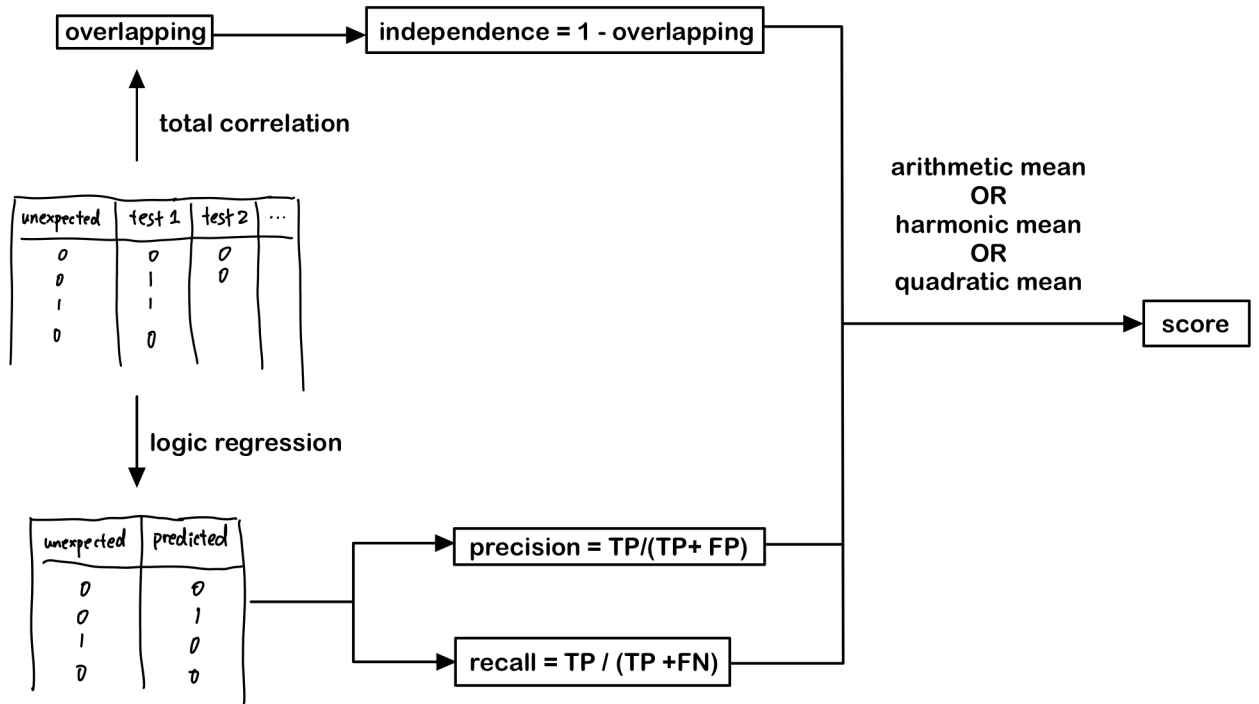 overlapping
independence = 1 - overlapping
total correlation
arithmetic mean
OR
harmonic mean
OR
quadratic mean
score
unexpected test 1 test 2 ...
0 0 0
0 1 0
1 1
0 0
logic regression
unexpected predicted
0 0
0 1
1 0
0 0
precision = TP/(TP+ FP)
recall = TP / (TP +FN)